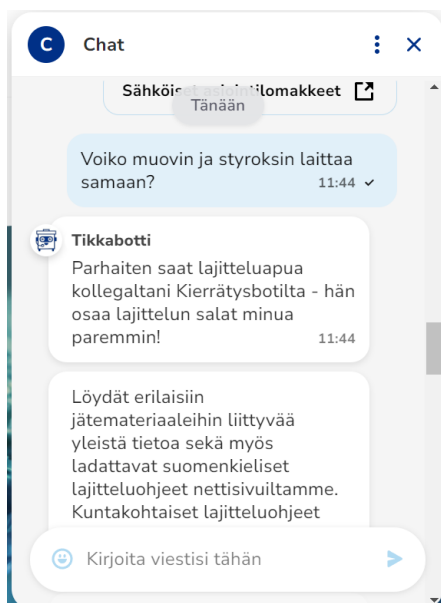 C Chat
Sähköiset asiointilomakkeet
Tänään
Voiko muovin ja styroksin laittaa
samaan?
11:44
Tikkabotti
Parhaiten saat lajitteluapua
kollegaltani Kierrätysbotilta - hän
osaa lajittelun salat minua
paremmin!
11:44
Löydät erilaisiin
jätemateriaaleihin liittyvää
yleistä tietoa sekä myös
ladattavat suomenkieliset
lajitteluohjeet nettisivuiltamme.
Kuntakohtaiset lajitteluohjeet
Kirjoita viestisi tähän